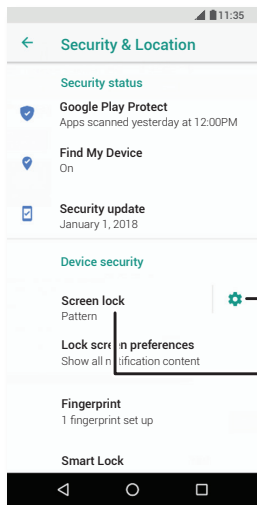 11:35
Security & Location
Security status
Google Play Protect
Apps scanned yesterday at 12:00PM
Find My Device
On
Security update
January 1, 2018
Device security
Screen lock
Pattern
Lock screen preferences
Show all notification content
Fingerprint
1 fingerprint set up
Smart Lock